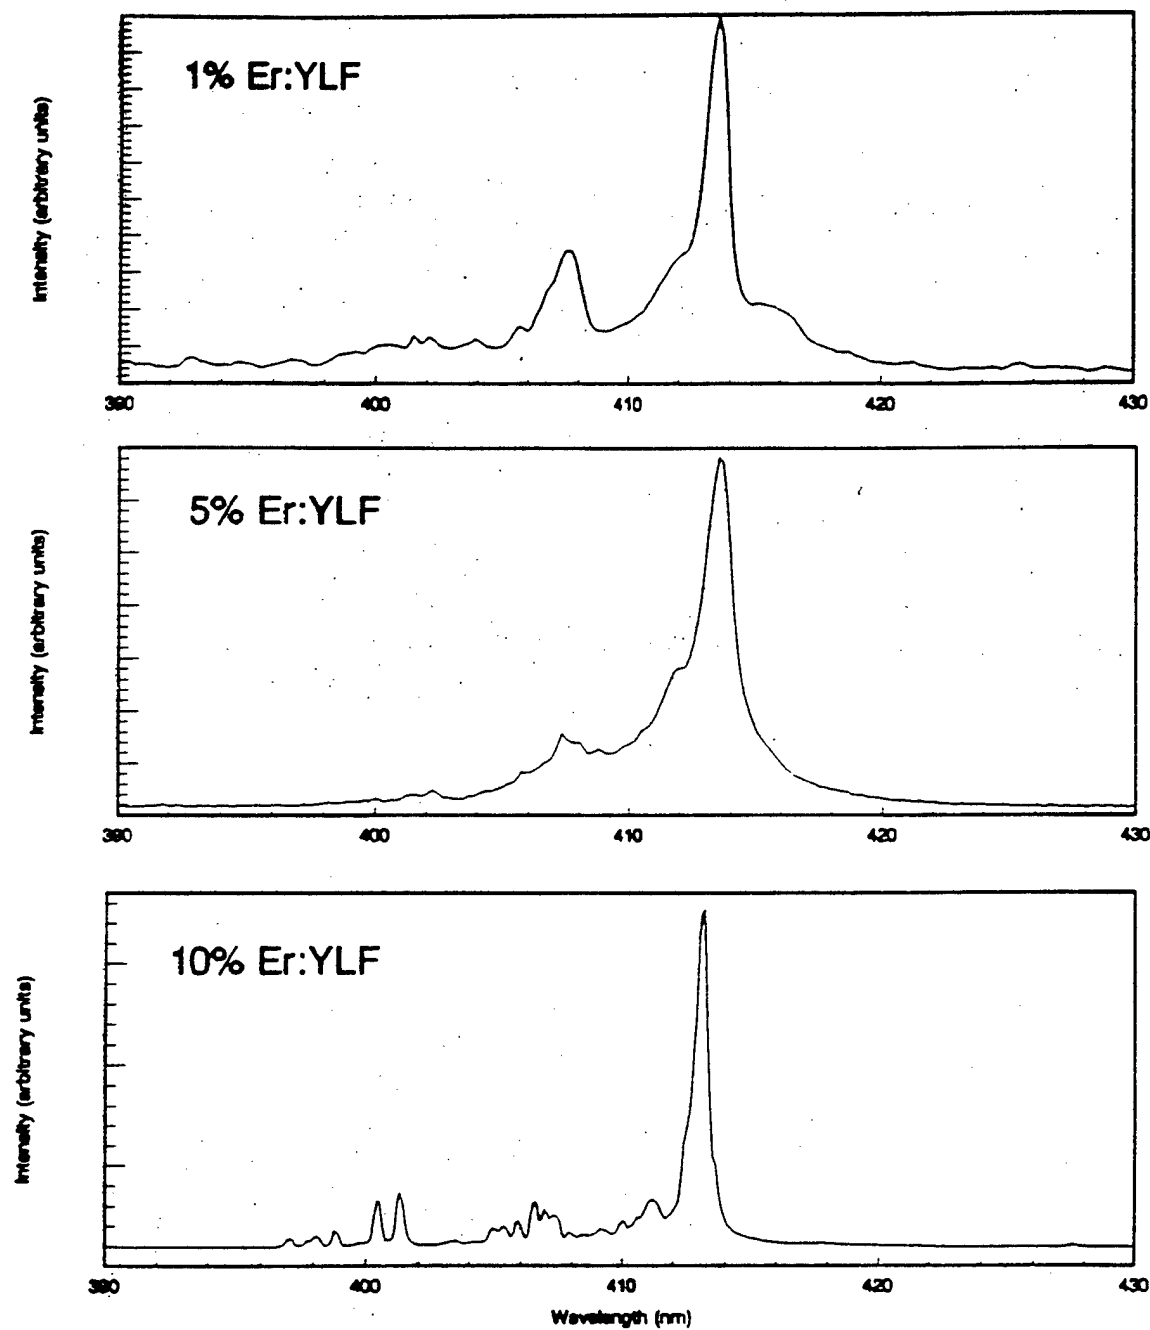 1% Er:YLF
Intensity (arbitrary units)
390 400 410 420 430
5% Er:YLF
Intensity (arbitrary units)
390 400 410 420 430
10% Er:YLF
Intensity (arbitrary units)
390 400 410 420 430
Wavelength (nm)